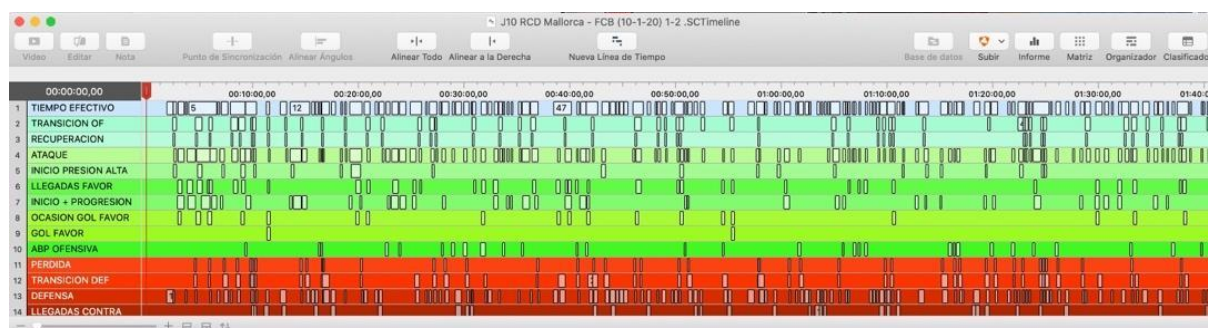 J10 RCD Mallorca - FCB (10-1-20) 1-2 .SCTimeline
Video Editar Nota Punto de Sincronización Alinear Ángulos Alinear Todo Alinear a la Derecha Nueva Línea de Tiempo Base de datos Subir Informe Matriz Organizador Clasificado
00:00:00,00 00:10:00,00 00:20:00,00 00:30:00,00 00:40:00,00 00:50:00,00 01:00:00,00 01:10:00,00 01:20:00,00 01:30:00,00 01:40:0
1 TIEMPO EFECTIVO 5 12 47
2 TRANSICION OF
3 RECUPERACION
4 ATAQUE
5 INICIO PRESION ALTA
6 LLEGADAS FAVOR
7 INICIO + PROGRESION
8 OCASION GOL FAVOR
9 GOL FAVOR
10 ABP OFENSIVA
11 PERDIDA
12 TRANSICION DEF
13 DEFENSA
14 LLEGADAS CONTRA